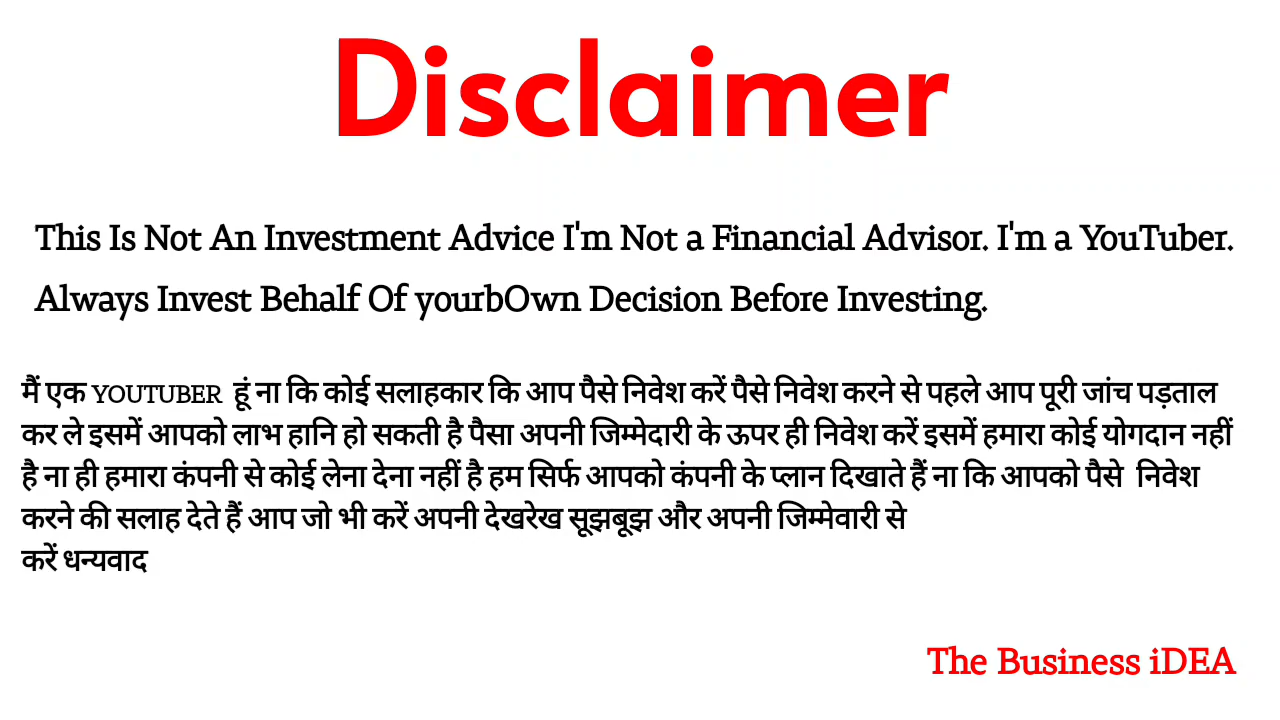 Disclaimer
This Is Not An Investment Advice I'm Not a Financial Advisor. I'm a YouTuber.
Always Invest Behalf Of yourbOwn Decision Before Investing.
मैं एक YOUTUBER हूं ना कि कोई सलाहकार कि आप पैसे निवेश करें पैसे निवेश करने से पहले आप पूरी जांच पड़ताल
कर ले इसमें आपको लाभ हानि हो सकती है पैसा अपनी जिम्मेदारी के ऊपर ही निवेश करें इसमें हमारा कोई योगदान नहीं
है ना ही हमारा कंपनी से कोई लेना देना नहीं है हम सिर्फ आपको कंपनी के प्लान दिखाते हैं ना कि आपको पैसे निवेश
करने की सलाह देते हैं आप जो भी करें अपनी देखरेख सूझबूझ और अपनी जिम्मेवारी से
करें धन्यवाद
The Business iDEA